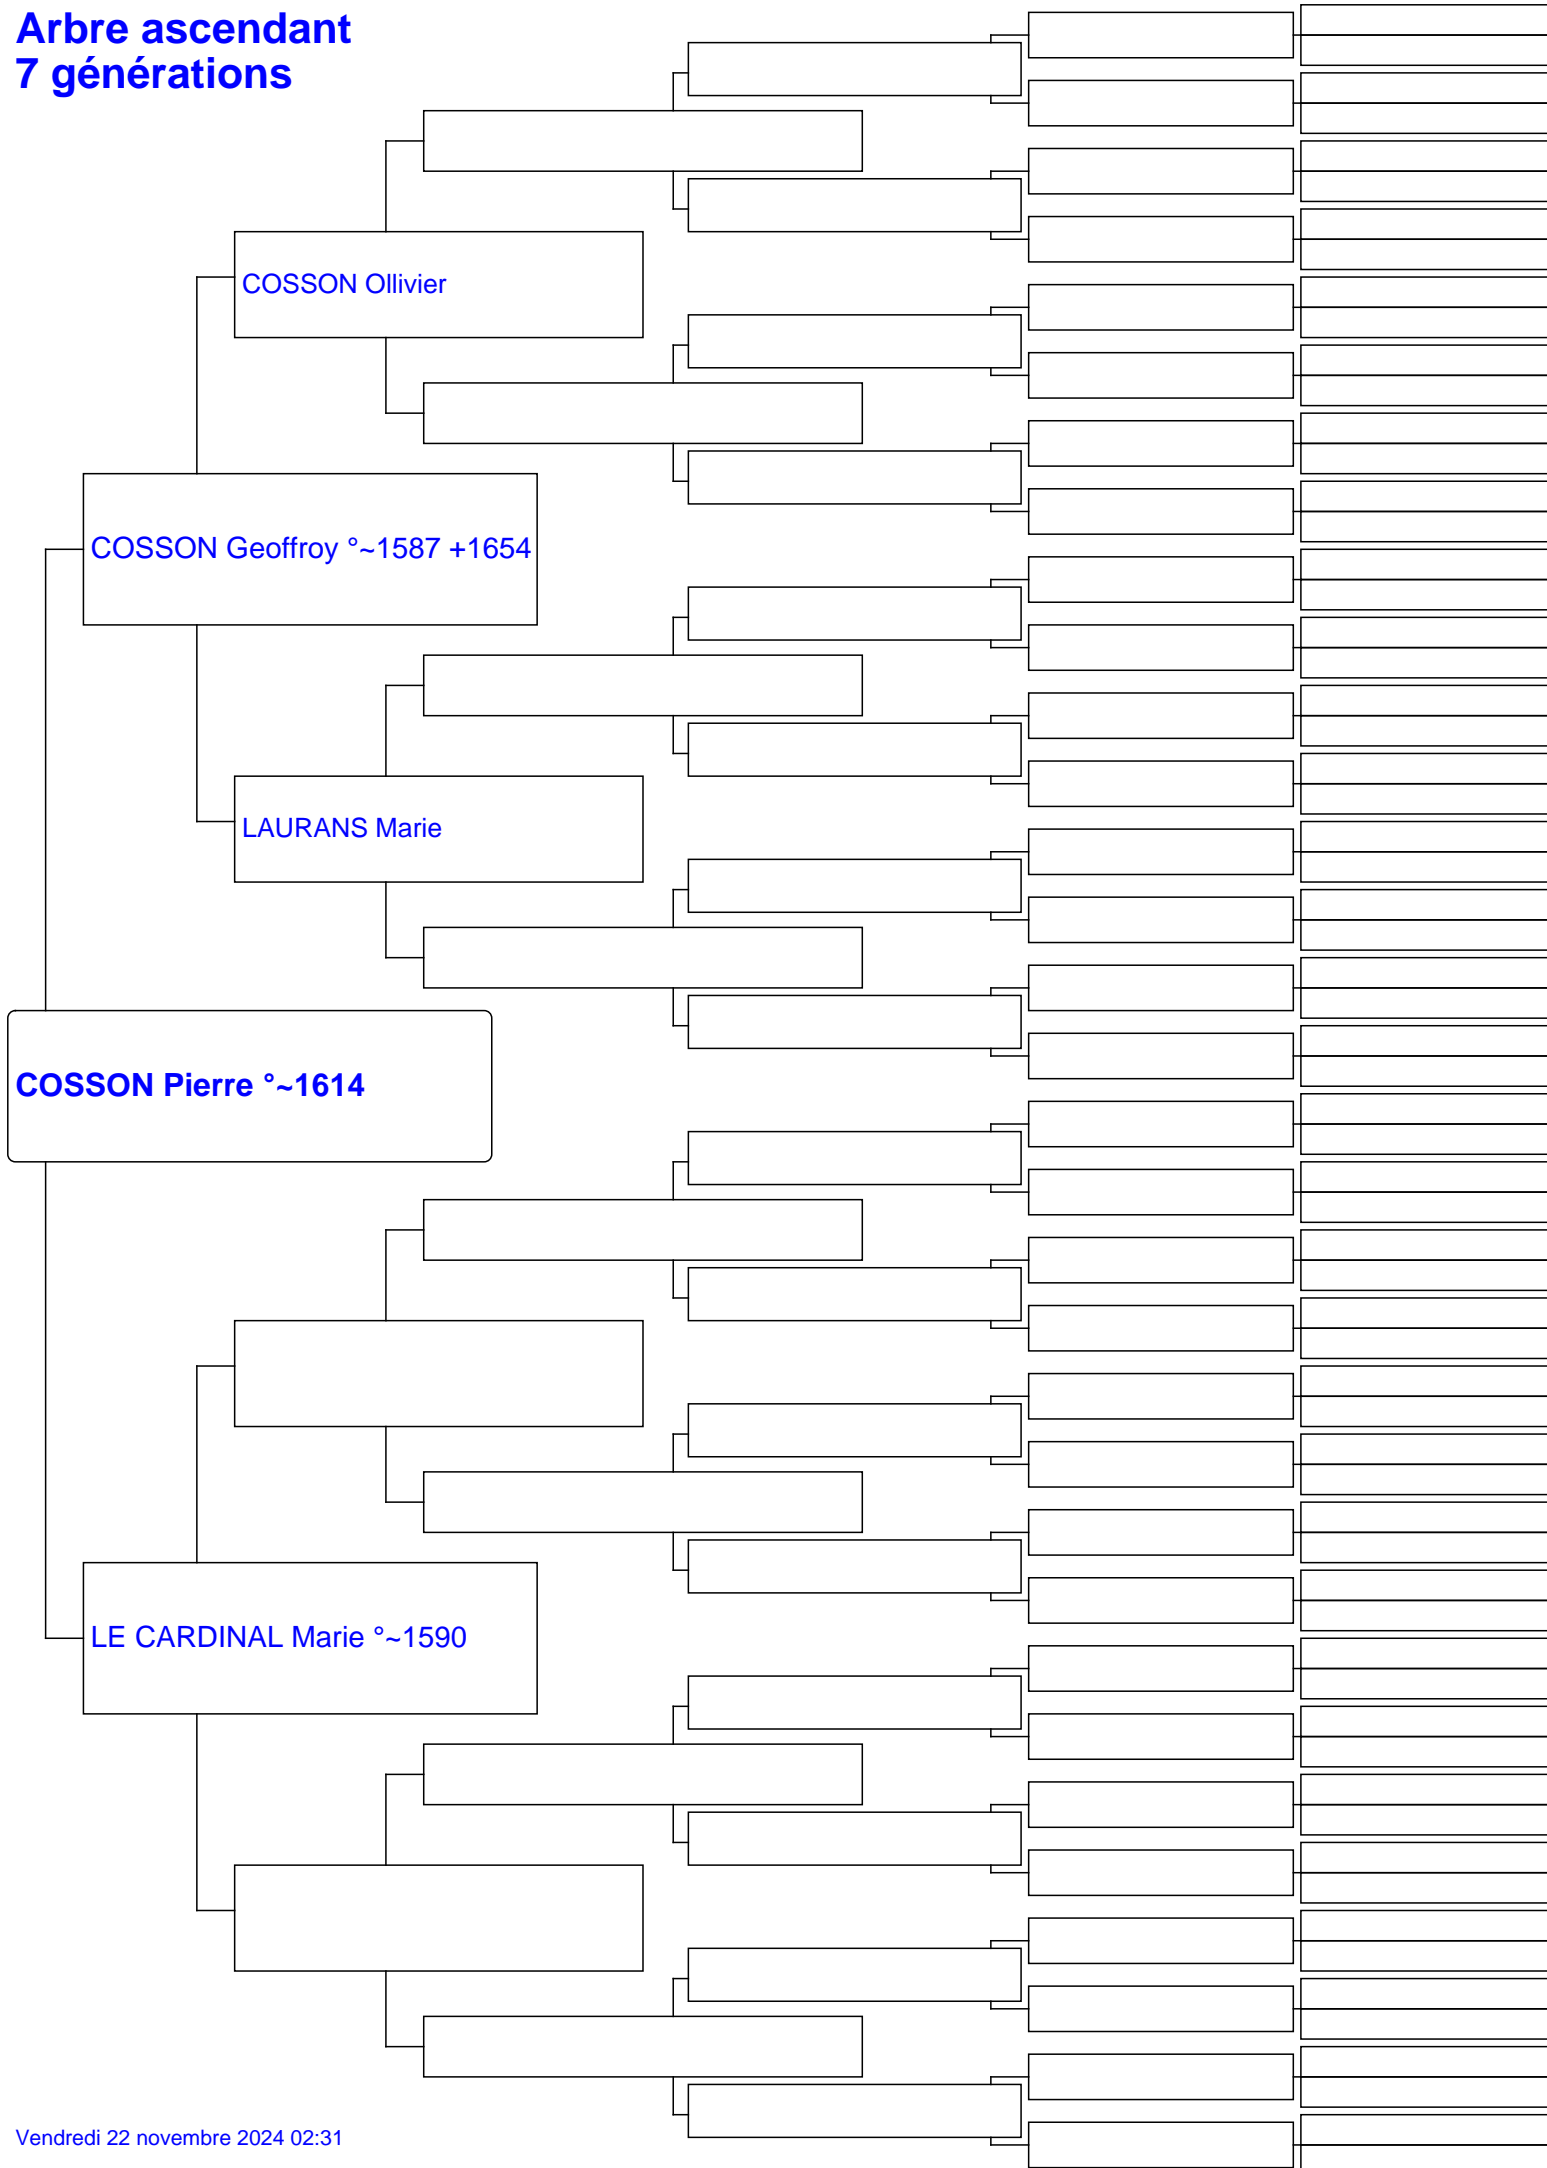 Arbre ascendant
7 générations
COSSON Ollivier
COSSON Geoffroy °~1587 +1654
LAURANS Marie
COSSON Pierre °~1614
LE CARDINAL Marie °~1590
Vendredi 22 novembre 2024 02:31